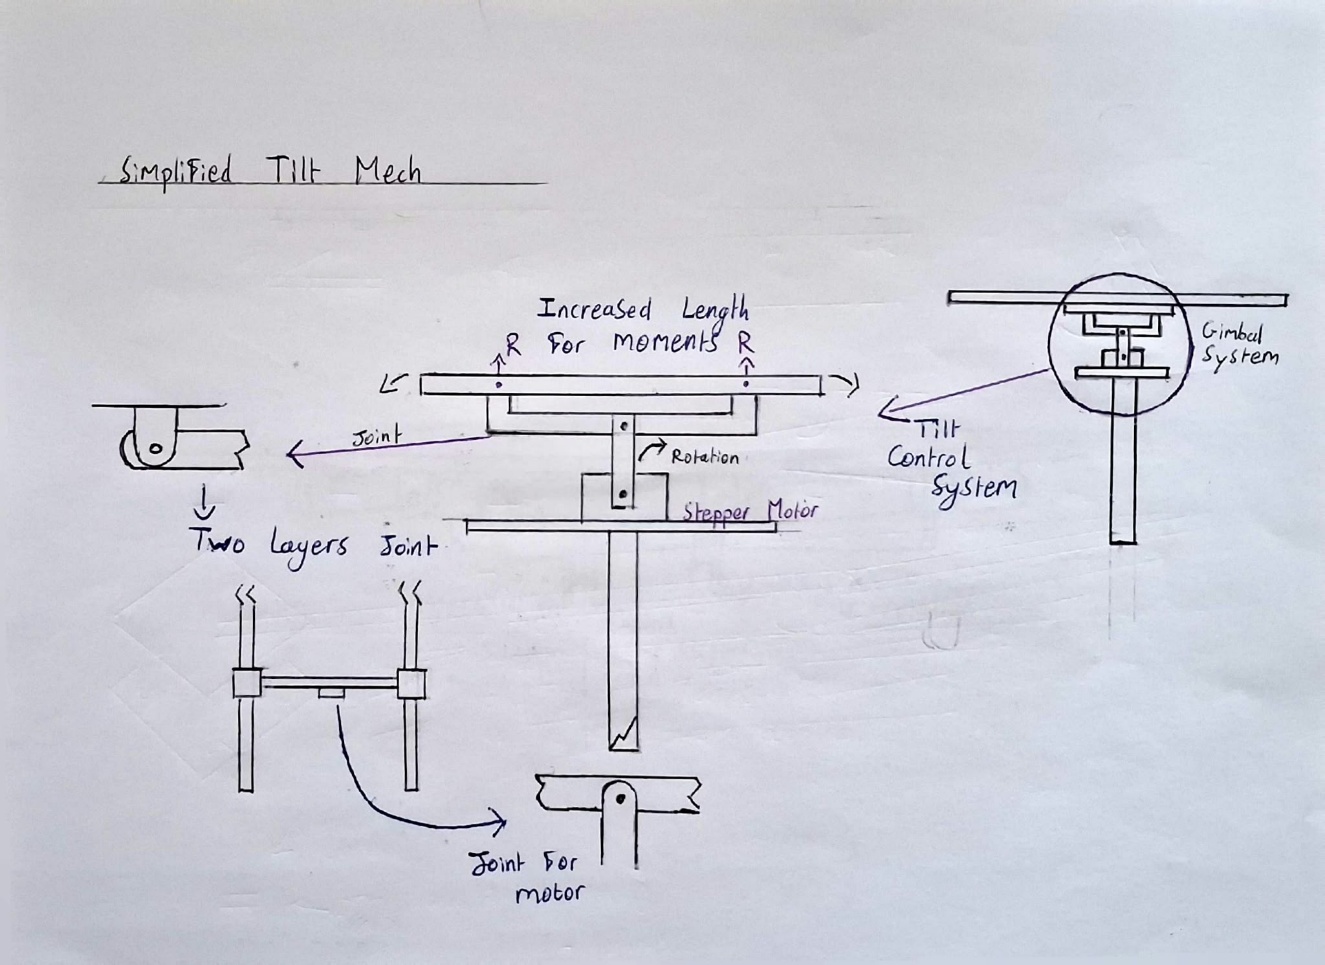 Simplified Tilt Mech
Increased Length
R For moments R
Gimbal
System
Joint
Rotation
Tilt
Control
System
Stepper Motor
Two Layers Joint
Joint For
motor